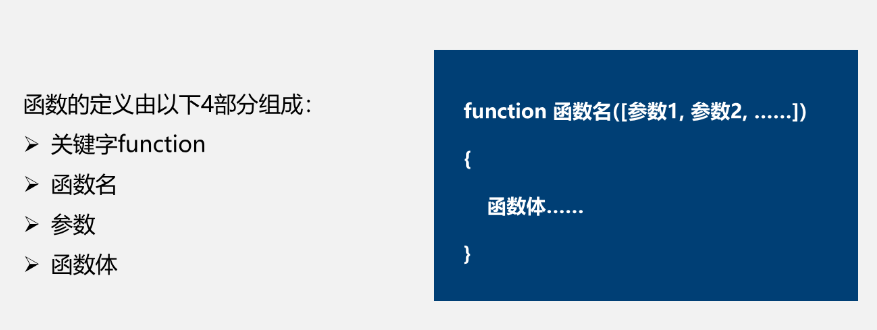 函数的定义由以下4部分组成：
➢ 关键字function
➢ 函数名
➢ 参数
➢ 函数体
function 函数名([参数1, 参数2, ……])
{
函数体……
}